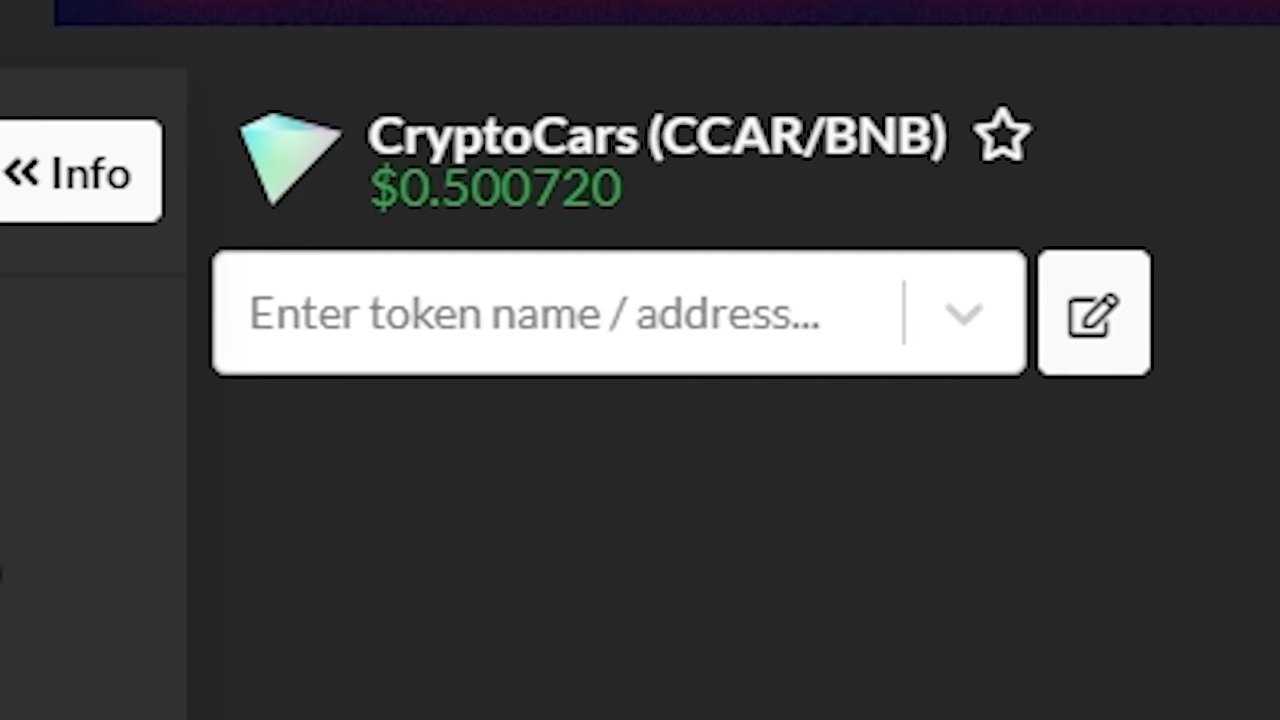 Info
CryptoCars (CCAR/BNB)
$0.500720
Enter token name / address...